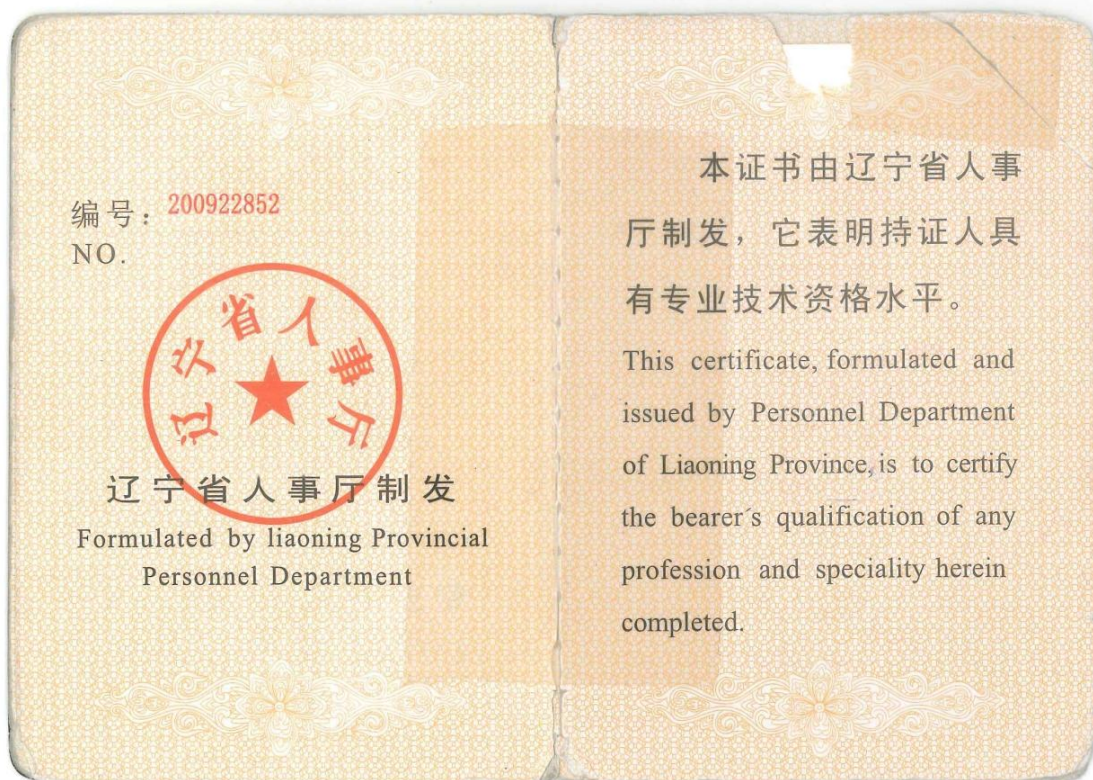 编号：200922852
NO.
辽宁省人事厅
辽宁省人事厅制发
Formulated by liaoning Provincial
Personnel Department
本证书由辽宁省人事
厅制发，它表明持证人具
有专业技术资格水平。
This certificate, formulated and
issued by Personnel Department
of Liaoning Province, is to certify
the bearer´s qualification of any
profession and speciality herein
completed.